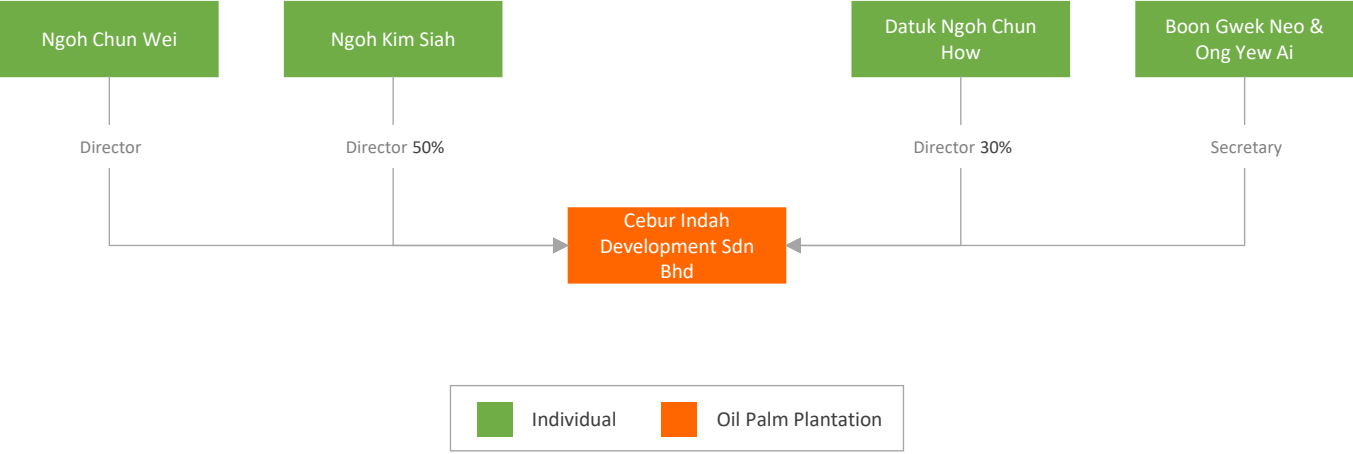 Ngoh Chun Wei
Ngoh Kim Siah
Datuk Ngoh Chun
How
Boon Gwek Neo &
Ong Yew Ai
Director
Director 50%
Director 30%
Secretary
Cebur Indah
Development Sdn
Bhd
Individual
Oil Palm Plantation